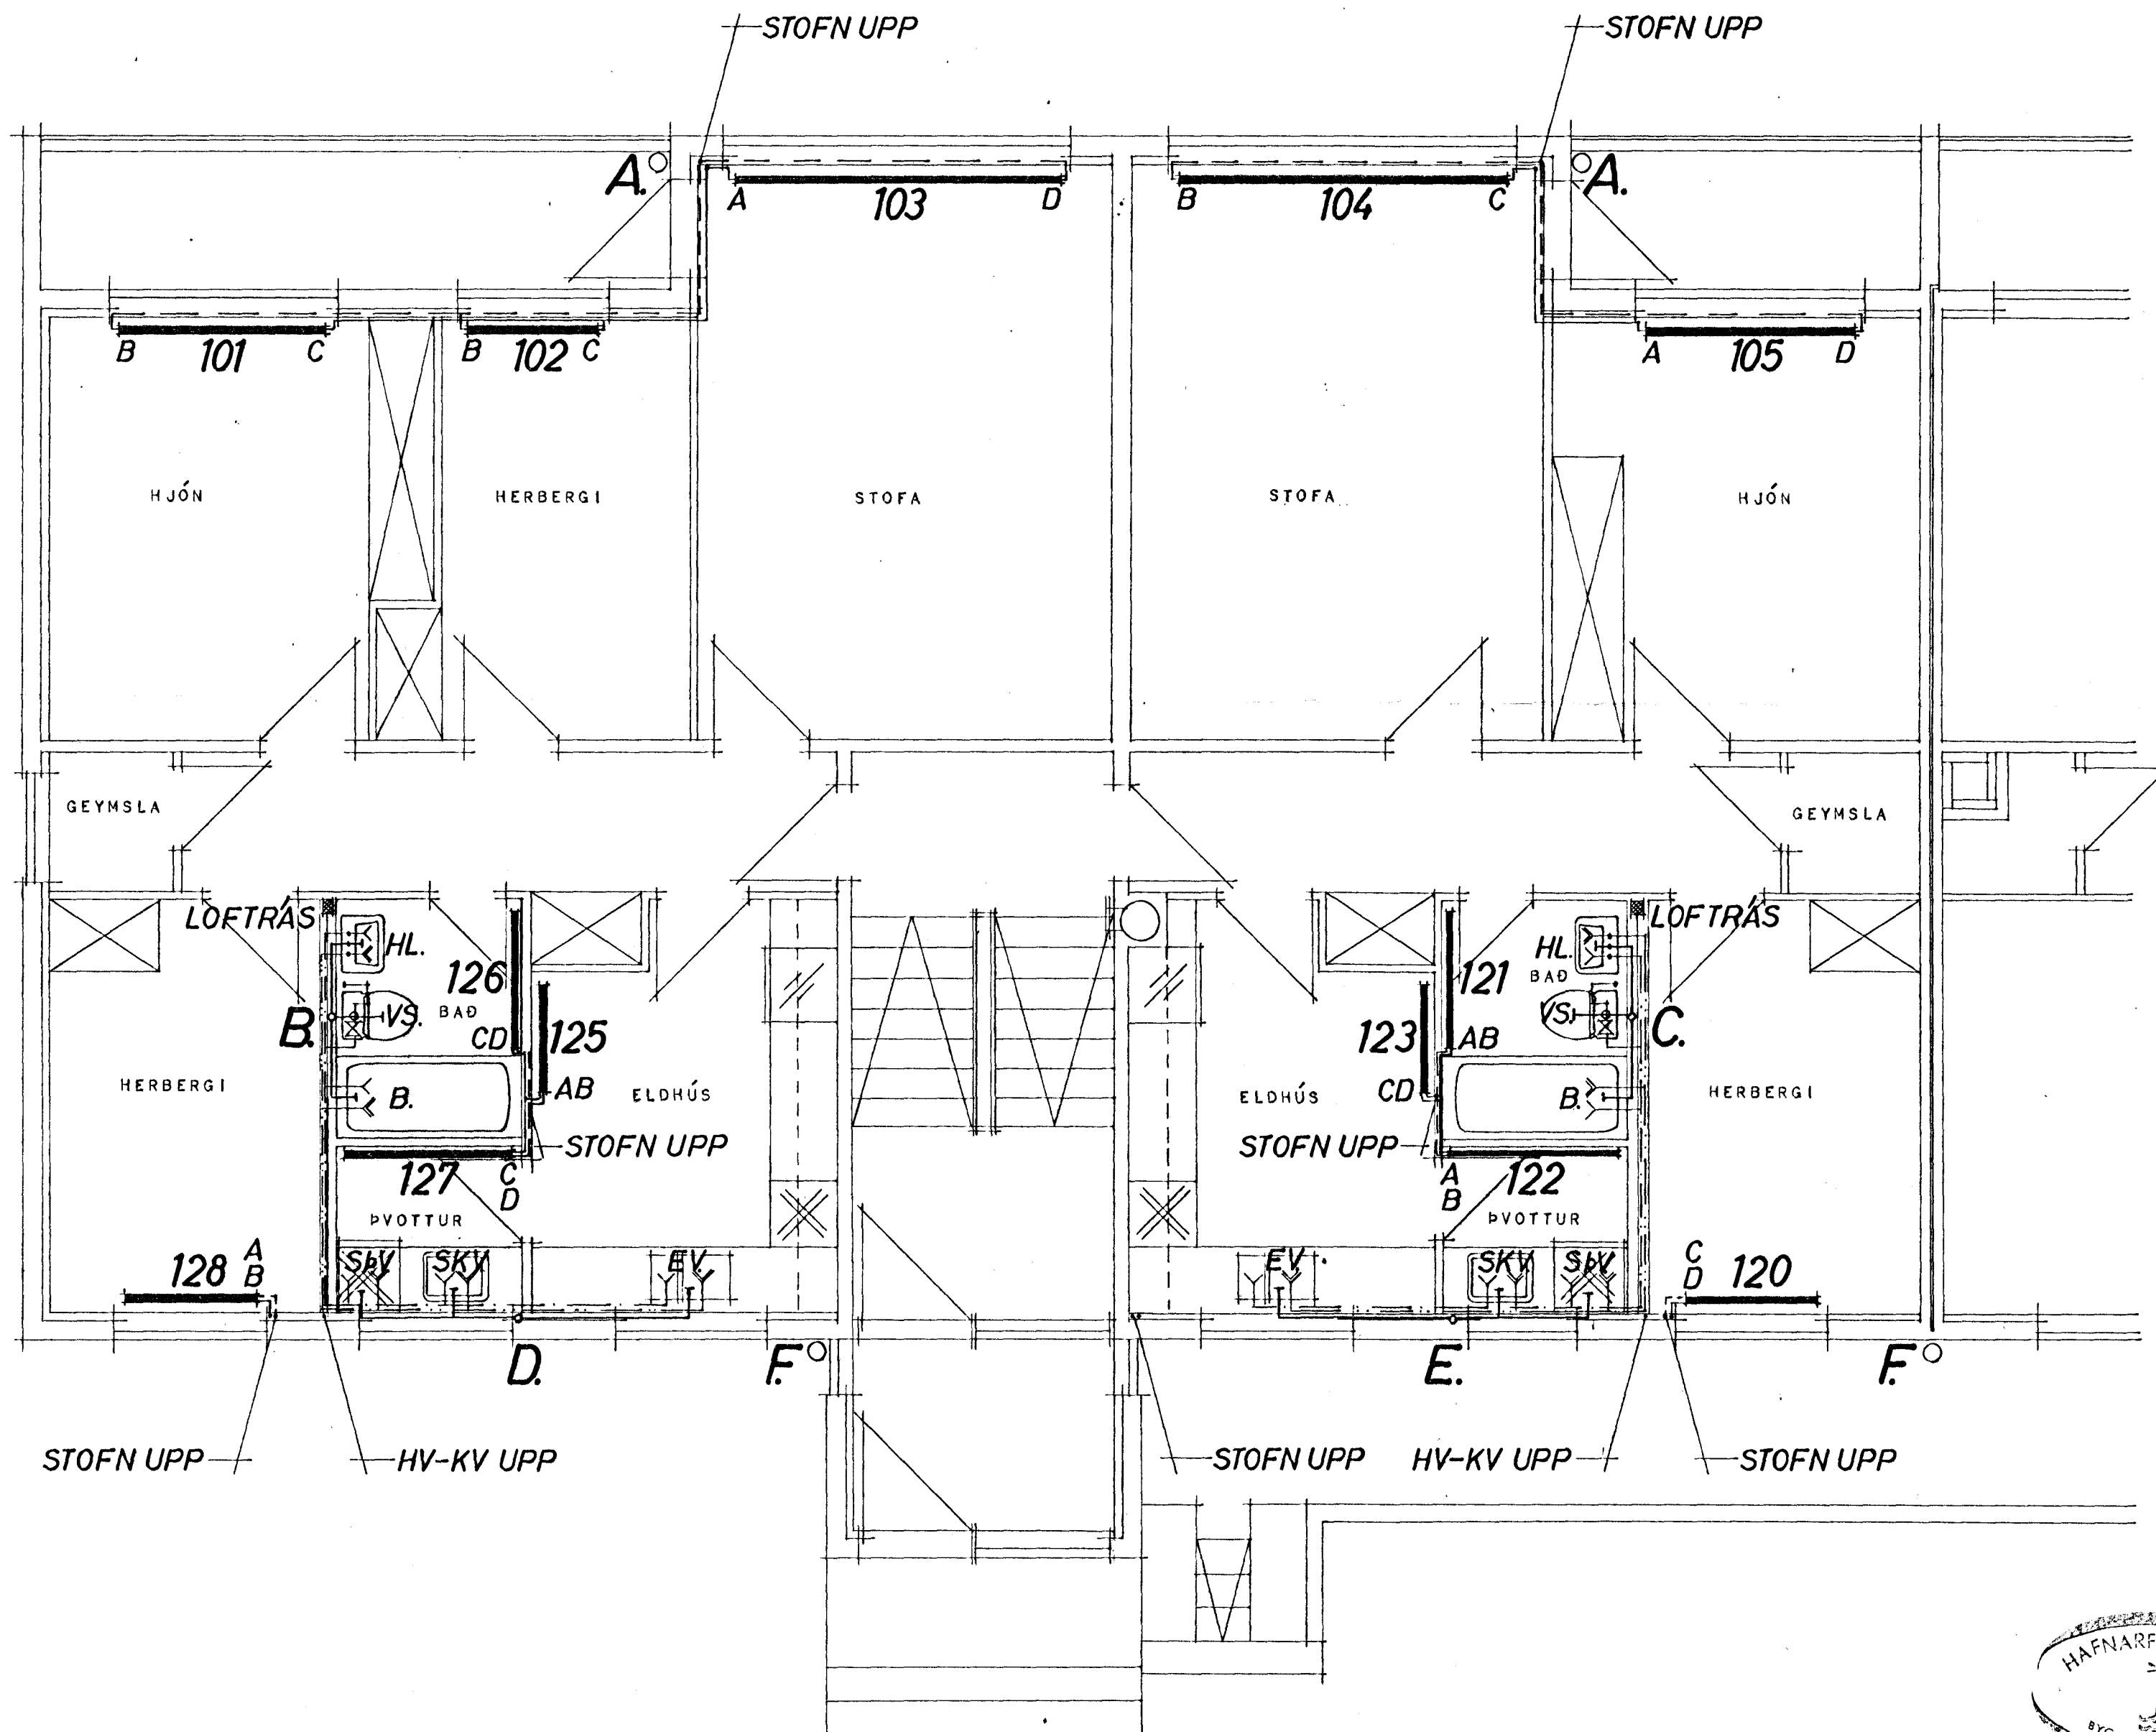 STOFN UPP
STOFN UPP
A.
A.
A 103 D
B 104 C
B 101 C
B 102 C
A 105 D
HJÓN
HERBERGI
STOFA
STOFA
HJÓN
GEYMSLA
GEYMSLA
LOFTRÁS
HL.
126
BAÐ
B.
VS.
CD
125
AB
HERBERGI
B.
ELDHÚS
STOFN UPP
127
C
D
ÞVOTTUR
128
A
B
SÞV
SKV
EV.
LOFTRÁS
HL.
121
BAÐ
VS.
C.
123
AB
CD
ELDHÚS
B.
HERBERGI
STOFN UPP
A
B
122
ÞVOTTUR
EV.
SKV
SÞV
C
D
120
D.
F.
E.
F.
STOFN UPP
HV-KV UPP
STOFN UPP
HV-KV UPP
STOFN UPP